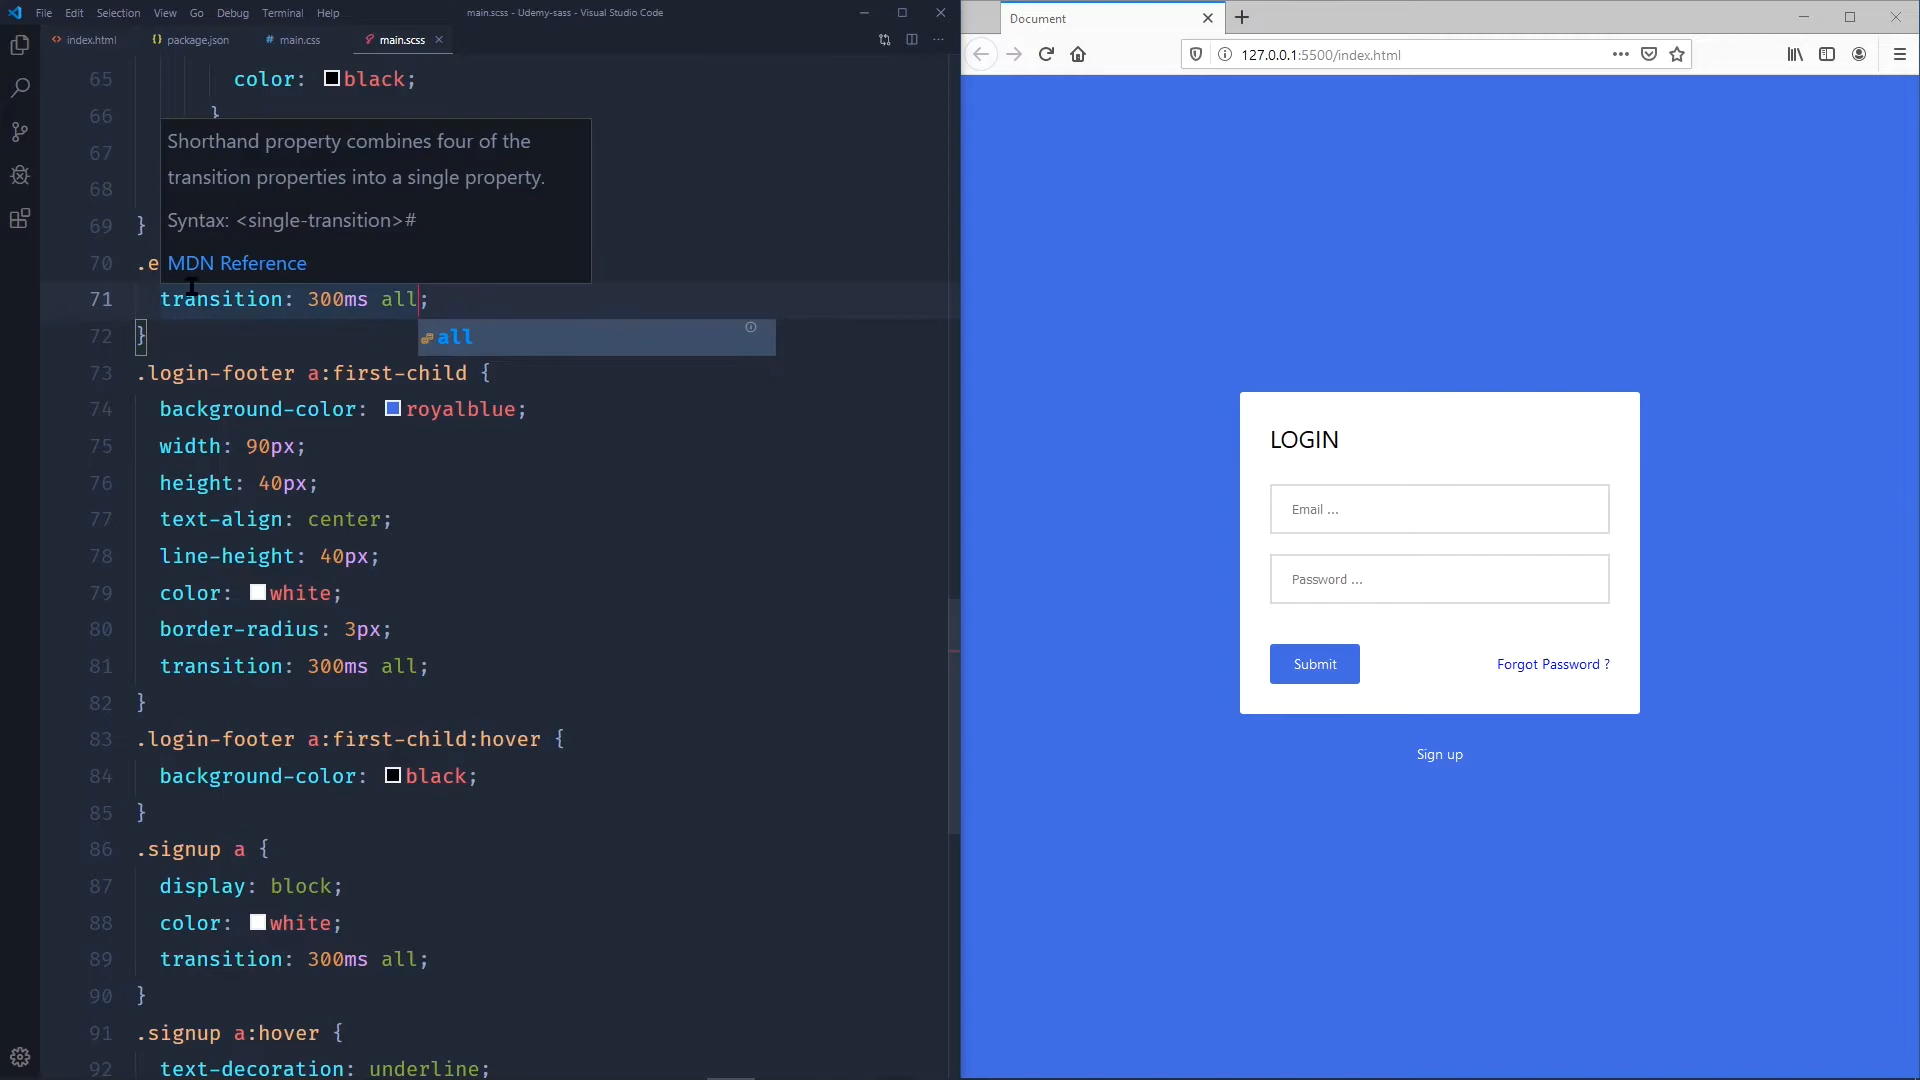 File Edit Selection View Go Debug Terminal Help
main.scss - Udemy-sass - Visual Studio Code
index.html package.json main.css main.scss
65 color: black;
66 }
67
68
69 }
70 .e
71 transition: 300ms all;
72 }
Shorthand property combines four of the
transition properties into a single property.
Syntax: <single-transition>#
MDN Reference
all
73 .login-footer a:first-child {
74 background-color: royalblue;
75 width: 90px;
76 height: 40px;
77 text-align: center;
78 line-height: 40px;
79 color: white;
80 border-radius: 3px;
81 transition: 300ms all;
82 }
83 .login-footer a:first-child:hover {
84 background-color: black;
85 }
86 .signup a {
87 display: block;
88 color: white;
89 transition: 300ms all;
90 }
91 .signup a:hover {
92 text-decoration: underline;
Document
127.0.0.1:5500/index.html
LOGIN
Email ...
Password ...
Submit Forgot Password ?
Sign up